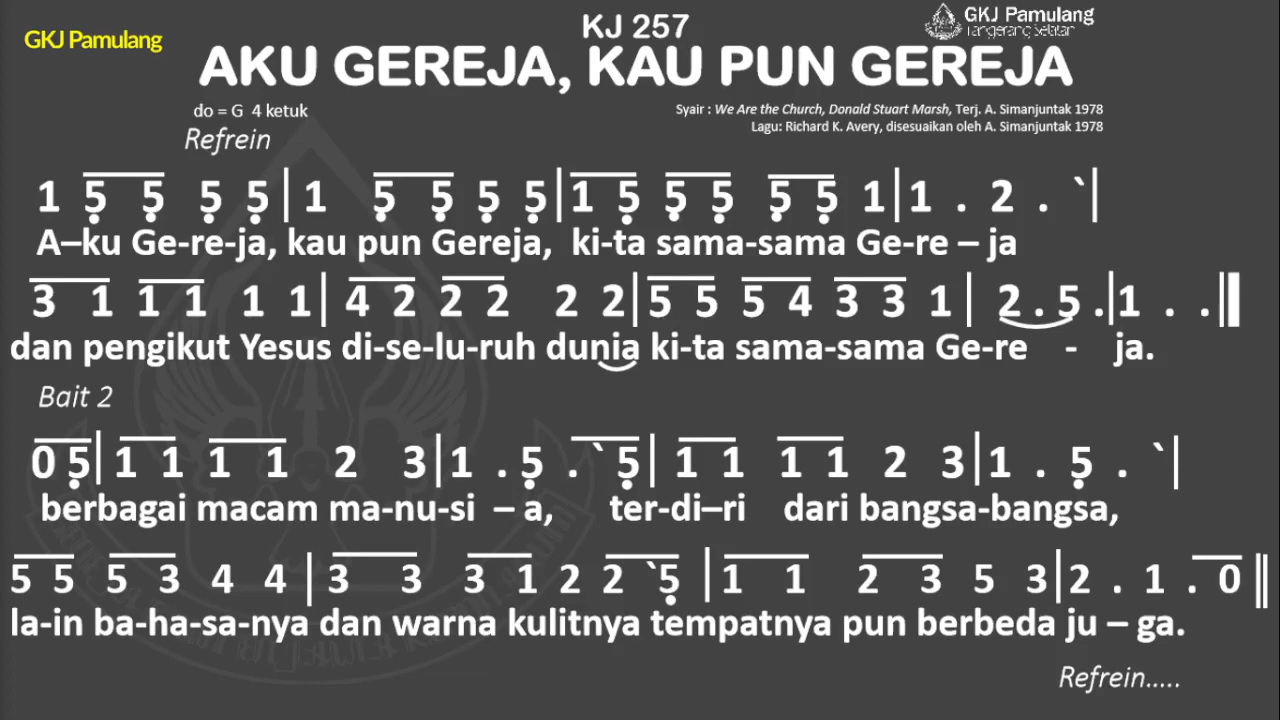 KJ 257
GKJ Pamulang
GKJ Pamulang
Tangerang Selatan
AKU GEREJA, KAU PUN GEREJA
do = G 4 ketuk
Syair : We Are the Church, Donald Stuart Marsh, Terj. A. Simanjuntak 1978
Lagu: Richard K. Avery, disesuaikan oleh A. Simanjuntak 1978
Refrein
1 5̣ 5̣ 5̣ 5̣ | 1 5̣ 5̣ 5̣ 5̣ | 1 5̣ 5̣ 5̣ 5̣ 5̣ 1 | 1 . 2 . ` |
A–ku Ge-re-ja, kau pun Gereja, ki-ta sama-sama Ge-re – ja
3 1 1 1 1 1 | 4 2 2 2 2 2 | 5 5 5 4 3 3 1 | 2 . 5 . | 1 . . ||
dan pengikut Yesus di-se-lu-ruh dunia ki-ta sama-sama Ge-re - ja.
Bait 2
0 5̣ | 1 1 1 1 2 3 | 1 . 5̣ . ` 5̣ | 1 1 1 1 2 3 | 1 . 5̣ . ` |
berbagai macam ma-nu-si – a, ter-di–ri dari bangsa-bangsa,
5 5 5 3 4 4 | 3 3 3 1 2 2 ` 5̣ | 1 1 2 3 5 3 | 2 . 1 . 0 ||
la-in ba-ha-sa-nya dan warna kulitnya tempatnya pun berbeda ju – ga.
Refrein.....